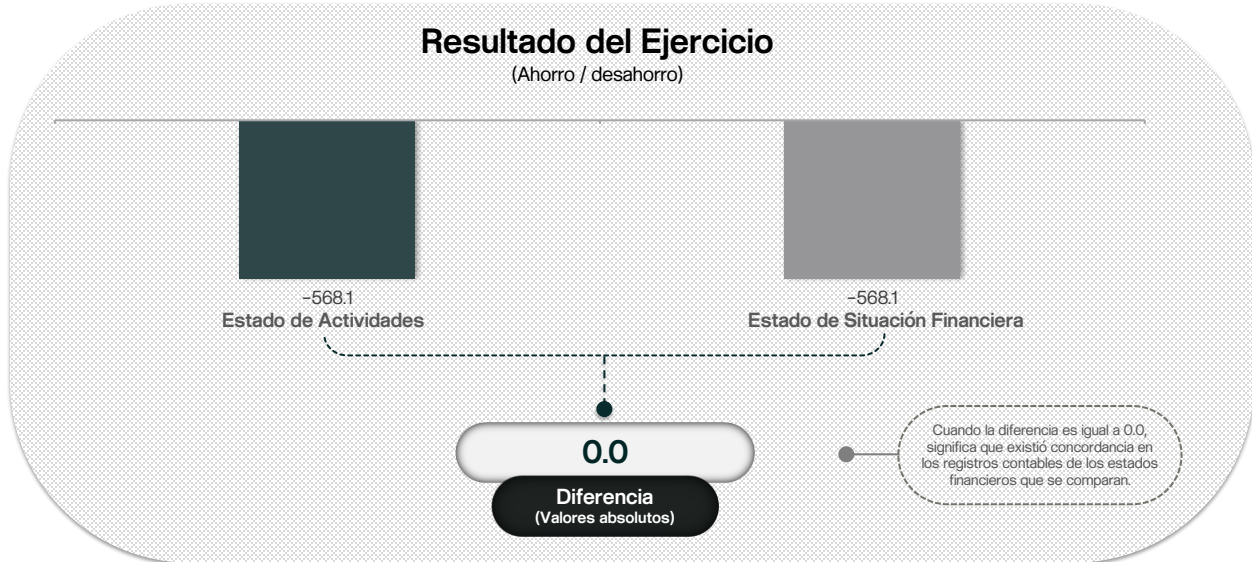 Resultado del Ejercicio
(Ahorro / desahorro)
-568.1
Estado de Actividades
-568.1
Estado de Situación Financiera
0.0
Diferencia
(Valores absolutos)
Cuando la diferencia es igual a 0.0,
significa que existió concordancia en
los registros contables de los estados
financieros que se comparan.